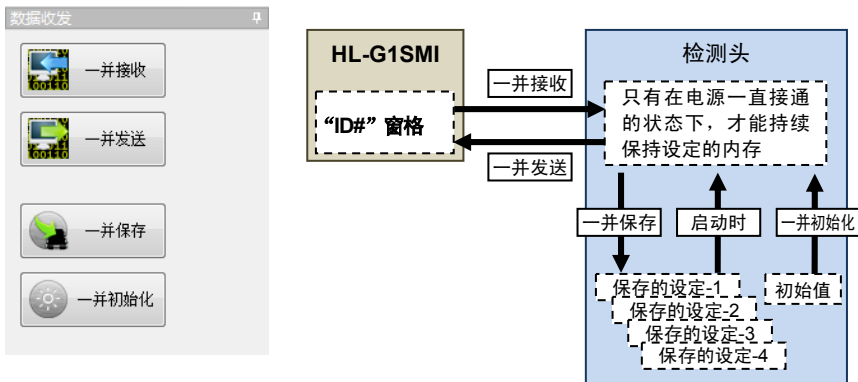 数据收发
一并接收
一并发送
一并保存
一并初始化
HL-G1SMI
“ID#”窗格
一并接收
一并发送
检测头
只有在电源一直接通
的状态下，才能持续
保持设定的内存
一并保存
启动时
一并初始化
保存的设定-1
保存的设定-2
保存的设定-3
保存的设定-4
初始值